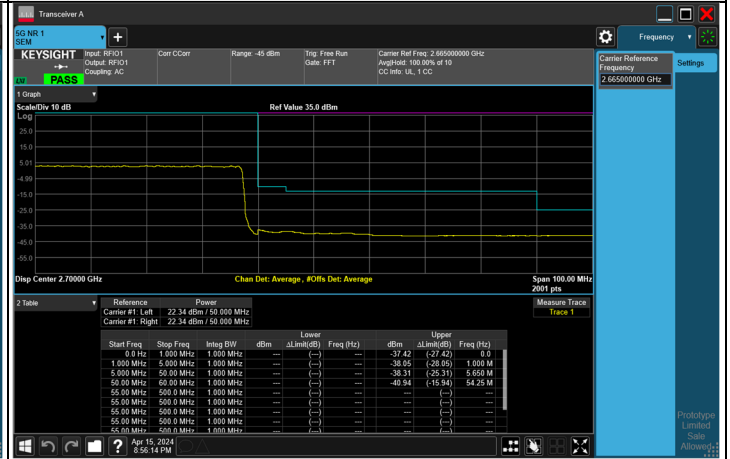 Transceiver A
5G NR 1
SEM
Frequency
KEYSIGHT
Input: RFIO1
Output: RFIO1
Coupling: AC
Corr CCorr
Range: -45 dBm
Trig: Free Run
Gate: FFT
Carrier Ref Freq: 2.665000000 GHz
Avg|Hold: 100.00% of 10
CC Info: UL, 1 CC
LXI
PASS
Carrier Reference
Frequency
2.665000000 GHz
Settings
1 Graph
Scale/Div 10 dB
Ref Value 35.0 dBm
Log
25.0
15.0
5.01
-4.99
-15.0
-25.0
-35.0
-45.0
-55.0
Disp Center 2.70000 GHz
Chan Det: Average , #Offs Det: Average
Span 100.00 MHz
2001 pts
2 Table
Reference Power
Carrier #1: Left 22.34 dBm / 50.000 MHz
Carrier #1: Right 22.34 dBm / 50.000 MHz
Measure Trace
Trace 1
Lower Upper
Start Freq Stop Freq Integ BW dBm ΔLimit(dB) Freq (Hz) dBm ΔLimit(dB) Freq (Hz)
0.0 Hz 1.000 MHz 1.000 MHz --- (---) --- -37.42 (-27.42) 0.0
1.000 MHz 5.000 MHz 1.000 MHz --- (---) --- -38.05 (-28.05) 1.000 M
5.000 MHz 50.00 MHz 1.000 MHz --- (---) --- -38.31 (-25.31) 5.650 M
50.00 MHz 60.00 MHz 1.000 MHz --- (---) --- -40.94 (-15.94) 54.25 M
55.00 MHz 500.0 MHz 1.000 MHz --- (---) --- --- (---) ---
55.00 MHz 500.0 MHz 1.000 MHz --- (---) --- --- (---) ---
55.00 MHz 500.0 MHz 1.000 MHz --- (---) --- --- (---) ---
55.00 MHz 500.0 MHz 1.000 MHz --- (---) --- --- (---) ---
55.00 MHz 500.0 MHz 1.000 MHz --- (---) --- --- (---) ---
Prototype
Limited
Sale
Allowed
Apr 15, 2024
8:56:14 PM